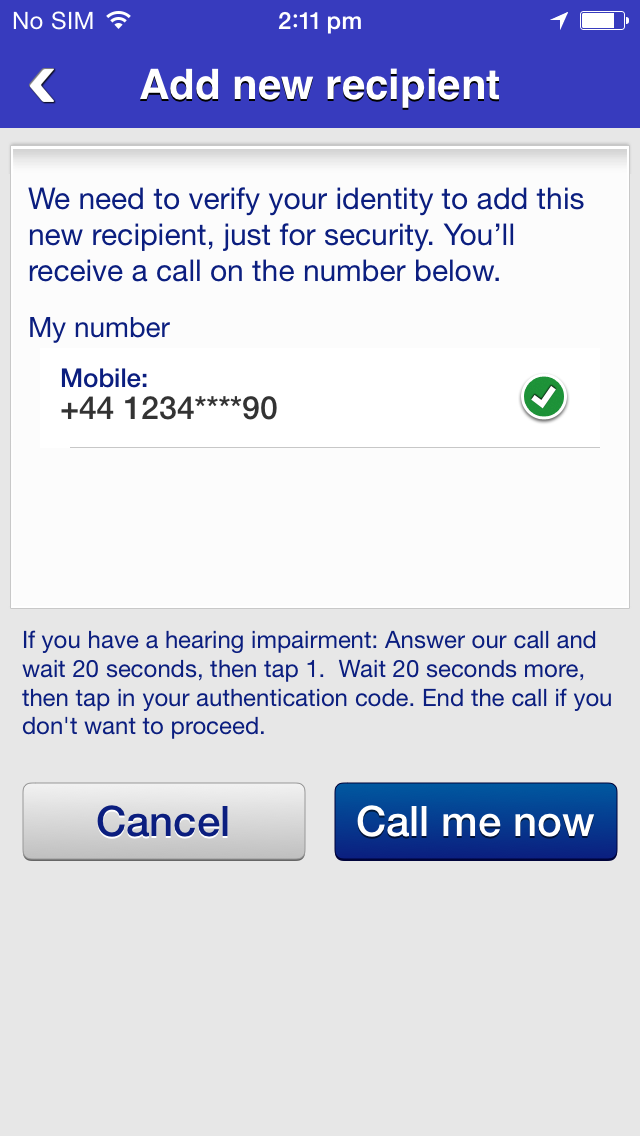 No SIM 2:11 pm
Add new recipient
We need to verify your identity to add this
new recipient, just for security. You’ll
receive a call on the number below.
My number
Mobile:
+44 1234****90
If you have a hearing impairment: Answer our call and
wait 20 seconds, then tap 1.  Wait 20 seconds more,
then tap in your authentication code. End the call if you
don't want to proceed.
Cancel
Call me now